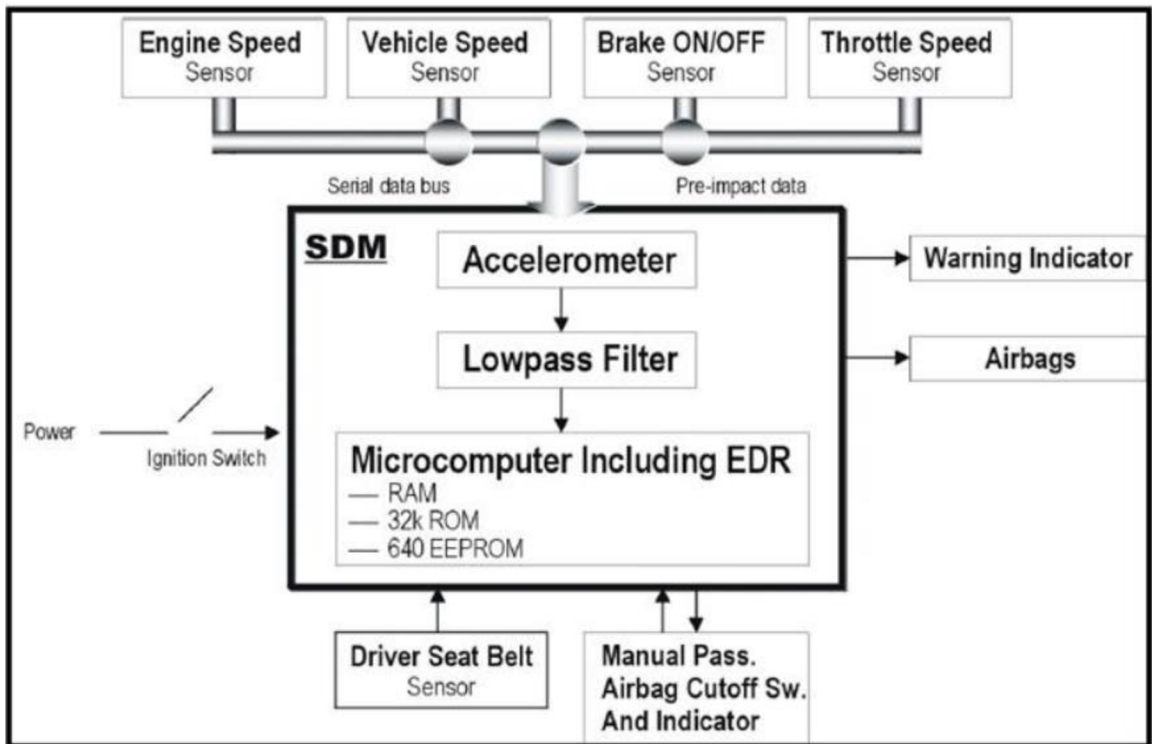 Engine Speed
Sensor
Vehicle Speed
Sensor
Brake ON/OFF
Sensor
Throttle Speed
Sensor
Serial data bus
Pre-impact data
SDM
Accelerometer
Lowpass Filter
Microcomputer Including EDR
— RAM
— 32k ROM
— 640 EEPROM
Warning Indicator
Airbags
Power
Ignition Switch
Driver Seat Belt
Sensor
Manual Pass.
Airbag Cutoff Sw.
And Indicator